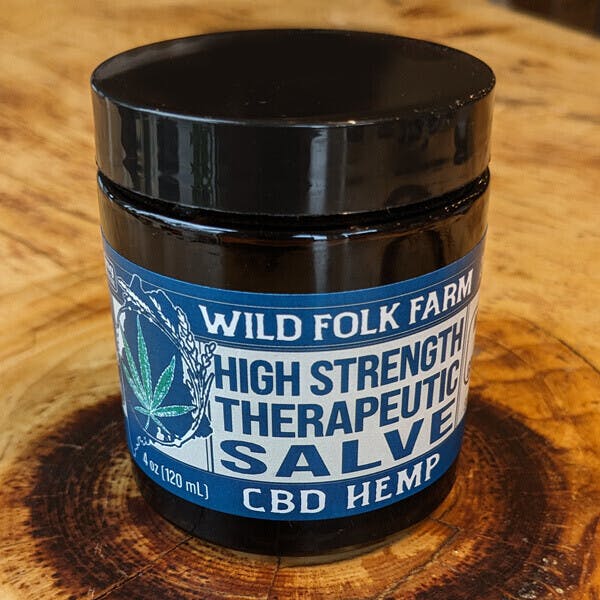 WILD FOLK FARM
HIGH STRENGTH
THERAPEUTIC
SALVE
4 oz (120 mL)
CBD HEMP